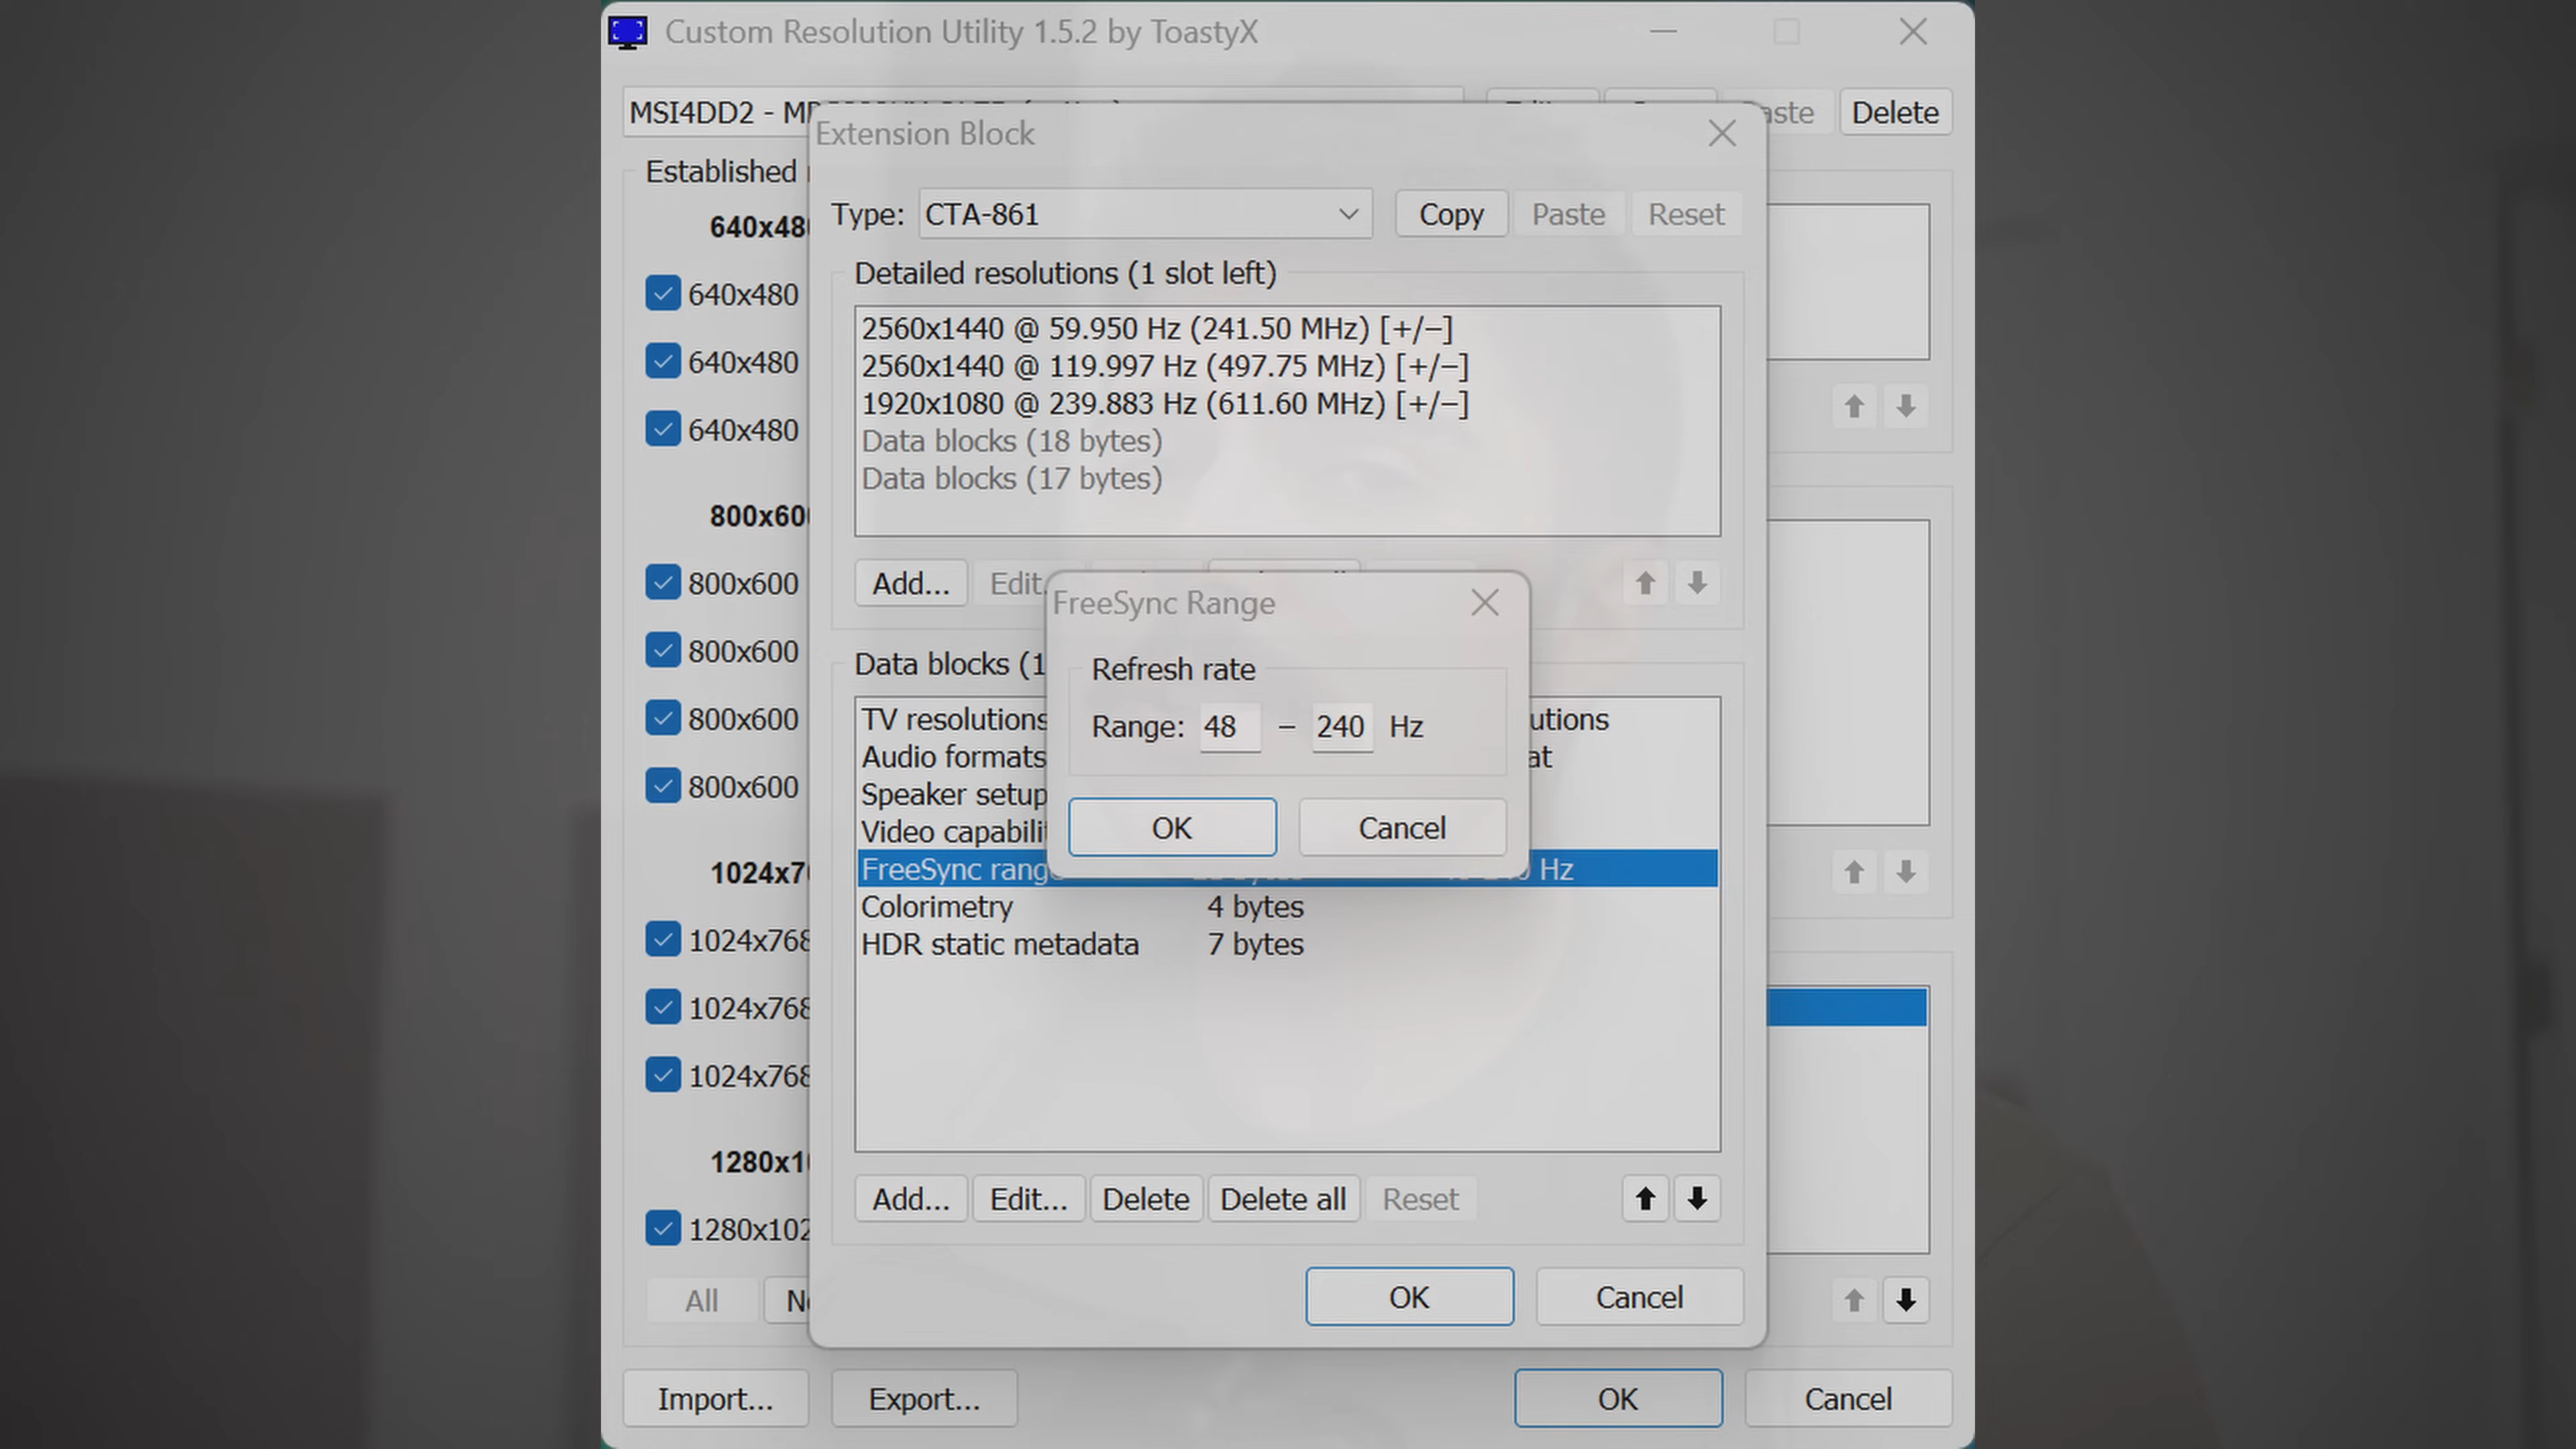 Custom Resolution Utility 1.5.2 by ToastyX
MSI4DD2 -
Paste
Delete
Extension Block
Established
Type: CTA-861
Copy
Paste
Reset
640x480
Detailed resolutions (1 slot left)
640x480
640x480
640x480
2560x1440 @ 59.950 Hz (241.50 MHz) [+/−]
2560x1440 @ 119.997 Hz (497.75 MHz) [+/−]
1920x1080 @ 239.883 Hz (611.60 MHz) [+/−]
Data blocks (18 bytes)
Data blocks (17 bytes)
800x600
800x600
800x600
800x600
800x600
Add...
Edit...
FreeSync Range
Data blocks (1
Refresh rate
Range: 48 – 240 Hz
OK
Cancel
TV resolutions
Audio formats
Speaker setup
Video capability
FreeSync range Hz
Colorimetry 4 bytes
HDR static metadata 7 bytes
1024x768
1024x768
1024x768
1280x102
Add...
Edit...
Delete
Delete all
Reset
All
OK
Cancel
Import...
Export...
OK
Cancel